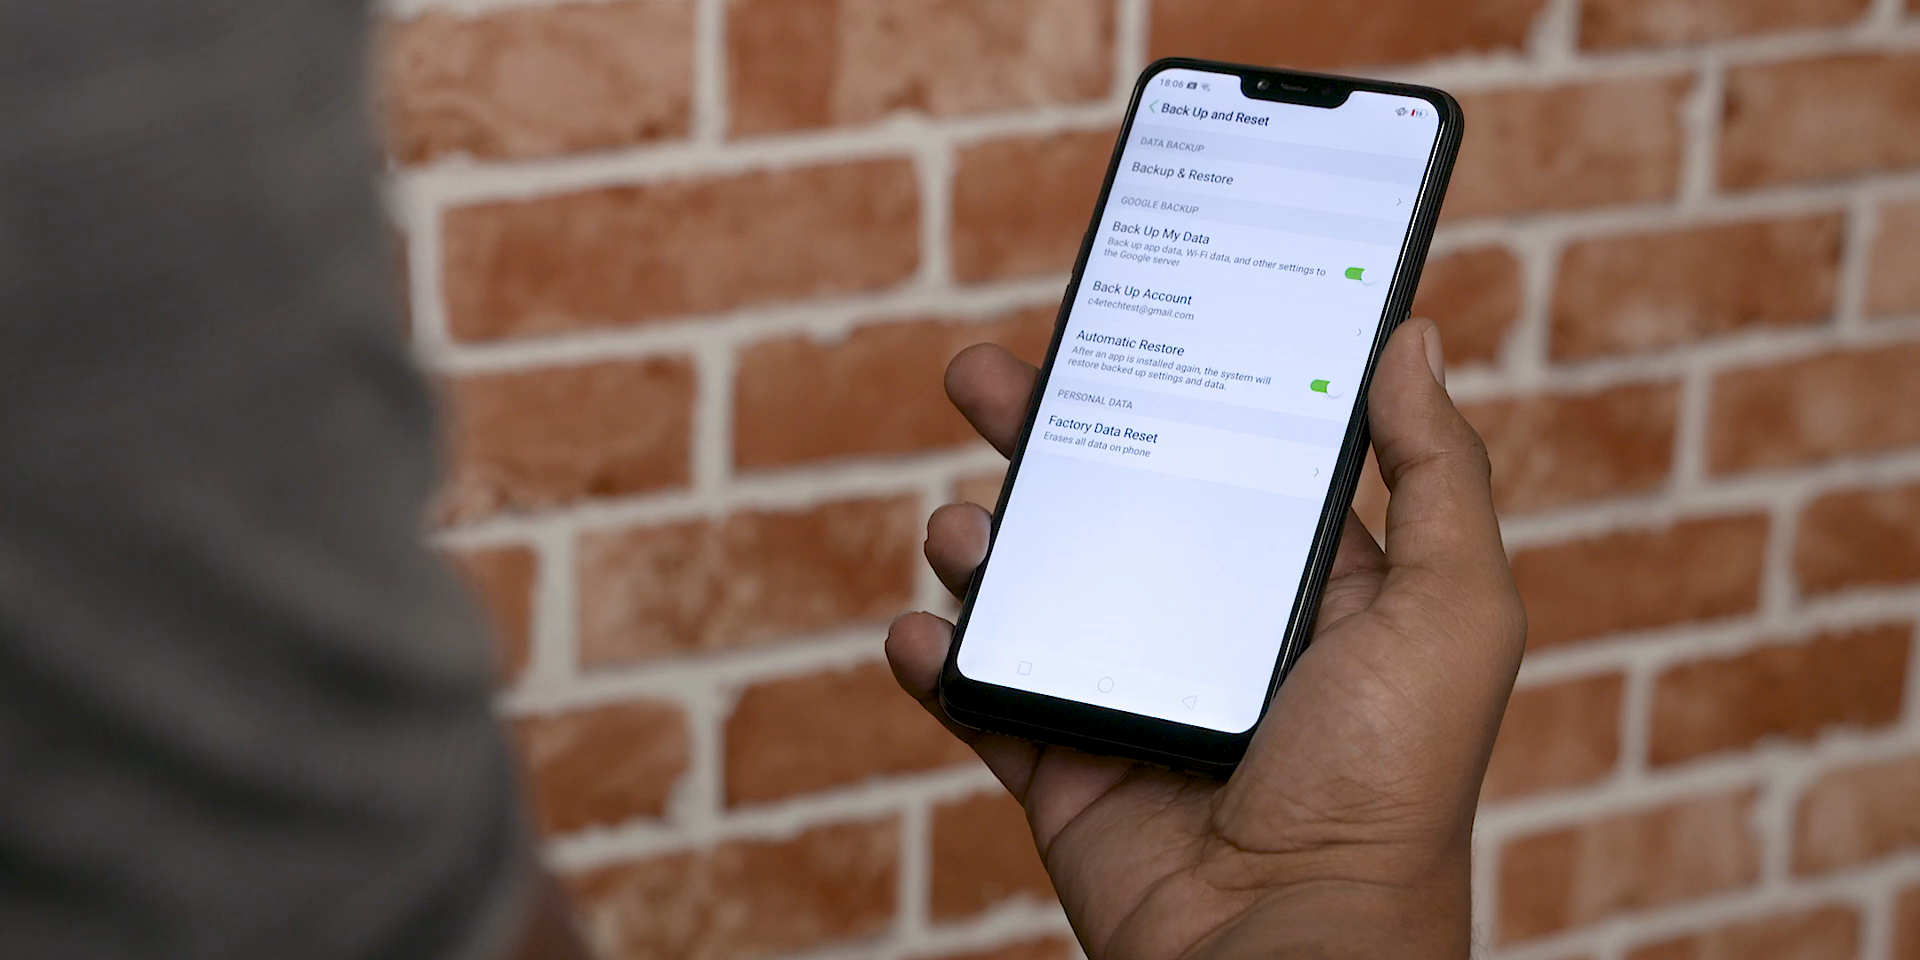 18:06
16
Back Up and Reset
DATA BACKUP
Backup & Restore
GOOGLE BACKUP
Back Up My Data
Back up app data, Wi-Fi data, and other settings to
the Google server
Back Up Account
c4etechtest@gmail.com
Automatic Restore
After an app is installed again, the system will
restore backed up settings and data.
PERSONAL DATA
Factory Data Reset
Erases all data on phone